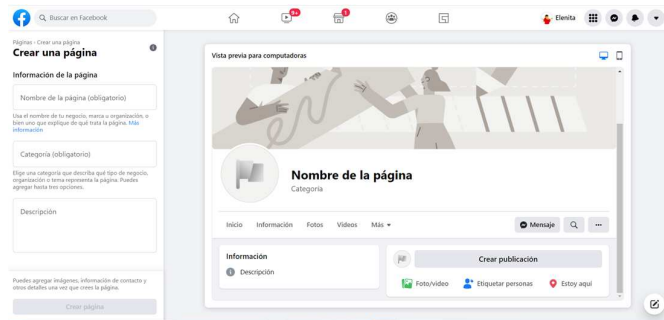 Buscar en Facebook
9+
1
Elenita
Páginas › Crear una página
Crear una página
Información de la página
Nombre de la página (obligatorio)
Usa el nombre de tu negocio, marca u organización, o
bien uno que explique de qué trata la página. Más
información
Categoría (obligatorio)
Elige una categoría que describa qué tipo de negocio,
organización o tema representa la página. Puedes
agregar hasta tres opciones.
Descripción
Puedes agregar imágenes, información de contacto y
otros detalles una vez que crees la página.
Crear página
Vista previa para computadoras
Nombre de la página
Categoría
Inicio Información Fotos Videos Más
Mensaje
Información
Descripción
Crear publicación
Foto/video Etiquetar personas Estoy aquí